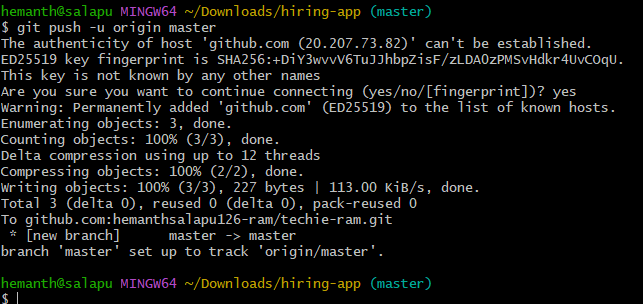 hemanth@salapu MINGW64 ~/Downloads/hiring-app (master)
$ git push -u origin master
The authenticity of host 'github.com (20.207.73.82)' can't be established.
ED25519 key fingerprint is SHA256:+DiY3wvvV6TuJJhbpZisF/zLDA0zPMSvHdkr4UvCOqU.
This key is not known by any other names
Are you sure you want to continue connecting (yes/no/[fingerprint])? yes
Warning: Permanently added 'github.com' (ED25519) to the list of known hosts.
Enumerating objects: 3, done.
Counting objects: 100% (3/3), done.
Delta compression using up to 12 threads
Compressing objects: 100% (2/2), done.
Writing objects: 100% (3/3), 227 bytes | 113.00 KiB/s, done.
Total 3 (delta 0), reused 0 (delta 0), pack-reused 0
To github.com:hemanthsalapu126-ram/techie-ram.git
 * [new branch]      master -> master
branch 'master' set up to track 'origin/master'.
hemanth@salapu MINGW64 ~/Downloads/hiring-app (master)
$